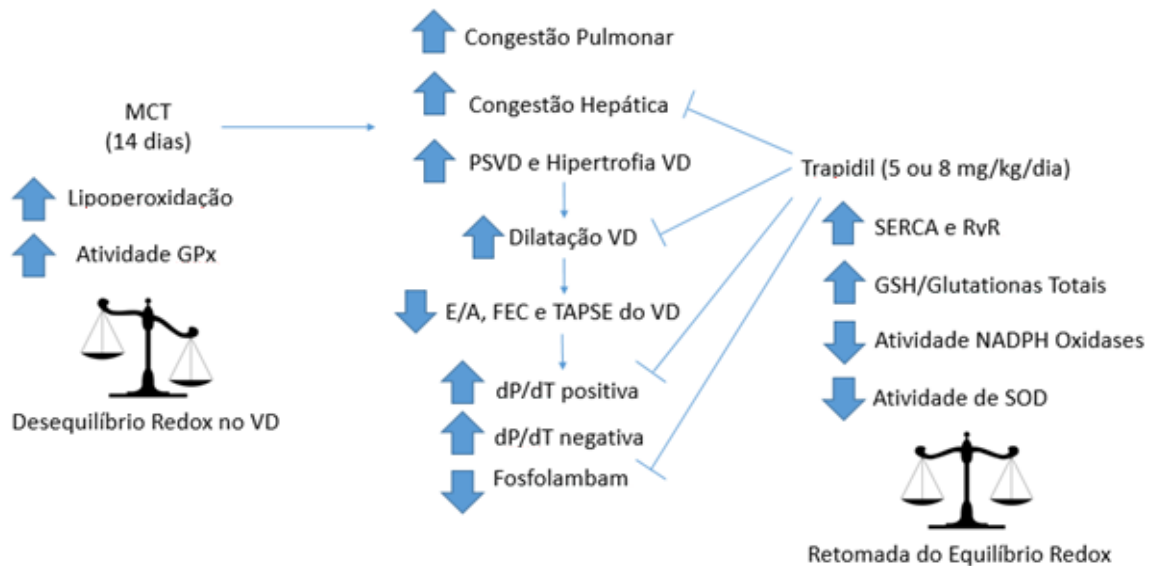 MCT
(14 dias)
Lipoperoxidação
Atividade GPx
Desequilíbrio Redox no VD
Congestão Pulmonar
Congestão Hepática
PSVD e Hipertrofia VD
Dilatação VD
E/A, FEC e TAPSE do VD
dP/dT positiva
dP/dT negativa
Fosfolambam
Trapidil (5 ou 8 mg/kg/dia)
SERCA e RyR
GSH/Glutationas Totais
Atividade NADPH Oxidases
Atividade de SOD
Retomada do Equilíbrio Redox